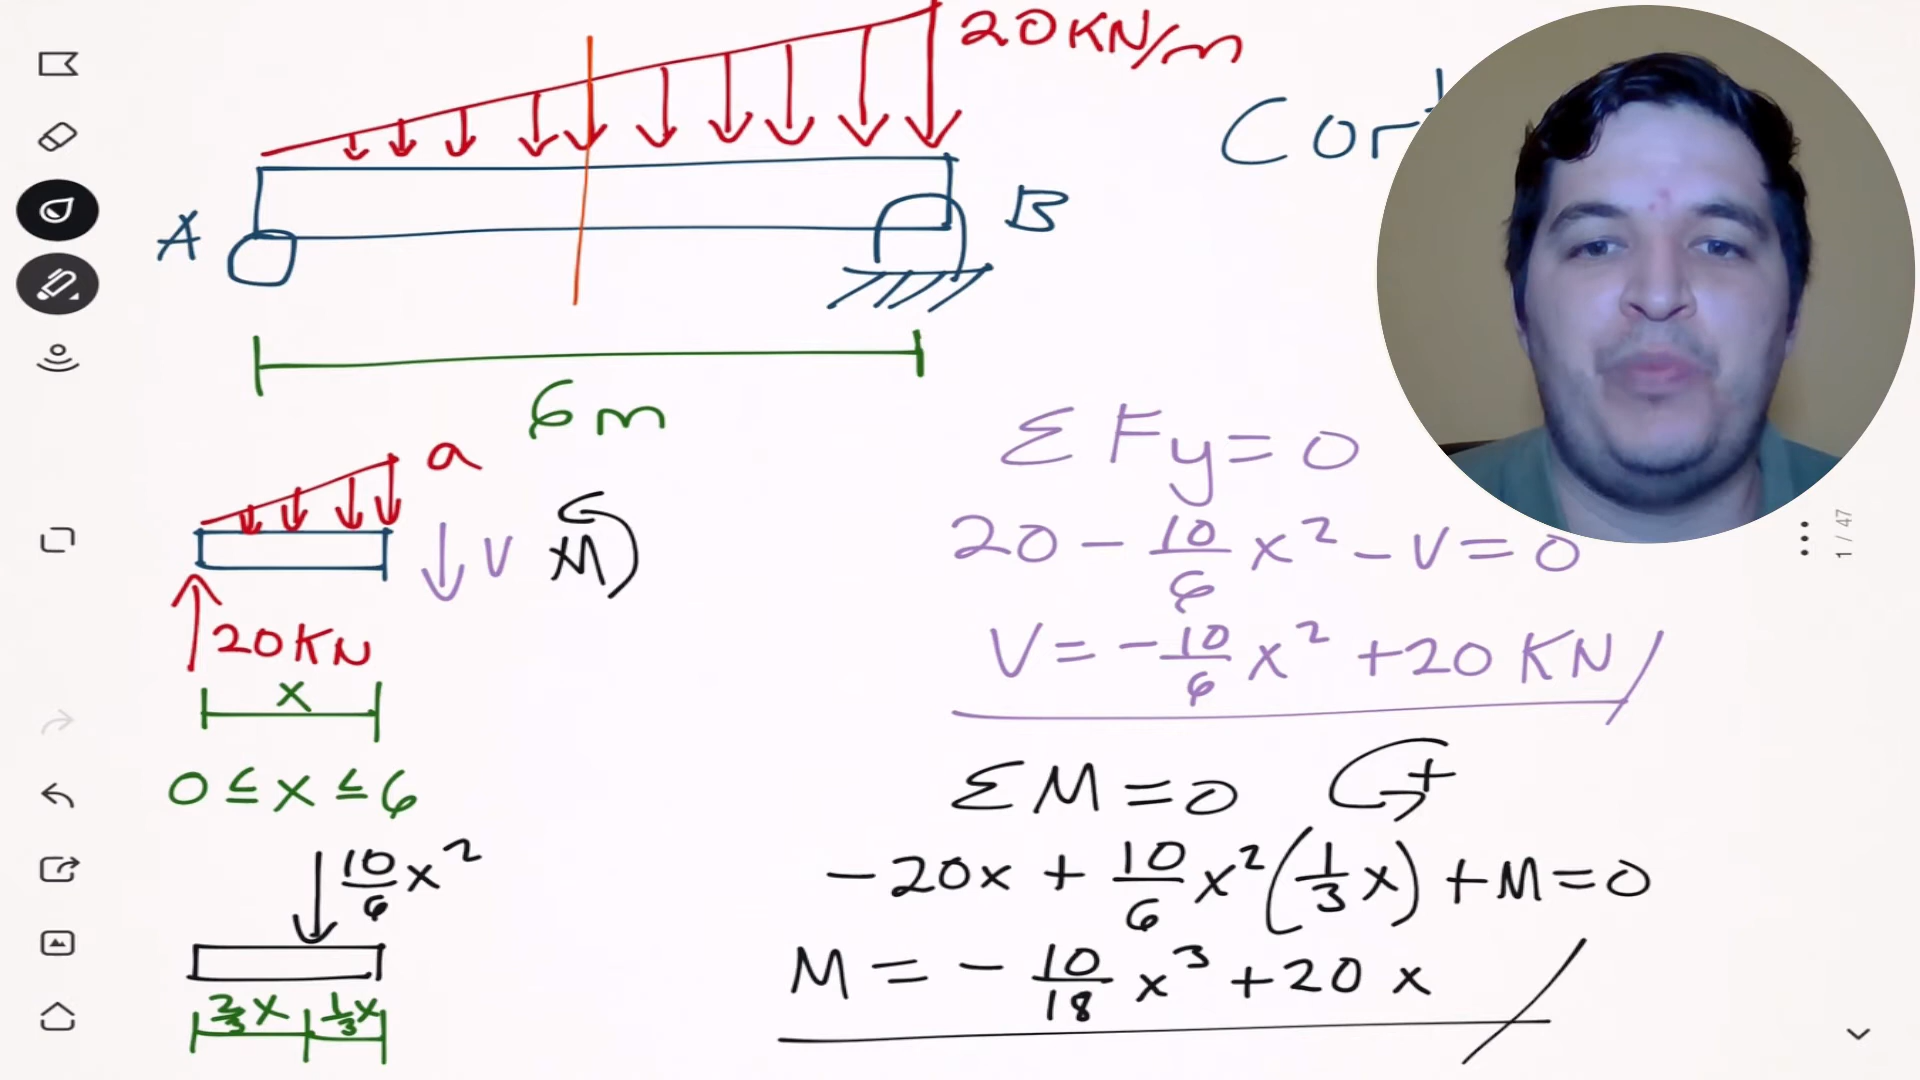 20KN/m
A
B
6m
a
V
M
20KN
x
0 ≤ x ≤ 6
10/6 x²
2/3 x
1/3 x
ΣFy=0
20 - 10/6 x² - V = 0
V = -10/6 x² + 20 KN
ΣM=0 +
-20x + 10/6 x² (1/3 x) + M = 0
M = - 10/18 x³ + 20 x
1 / 47